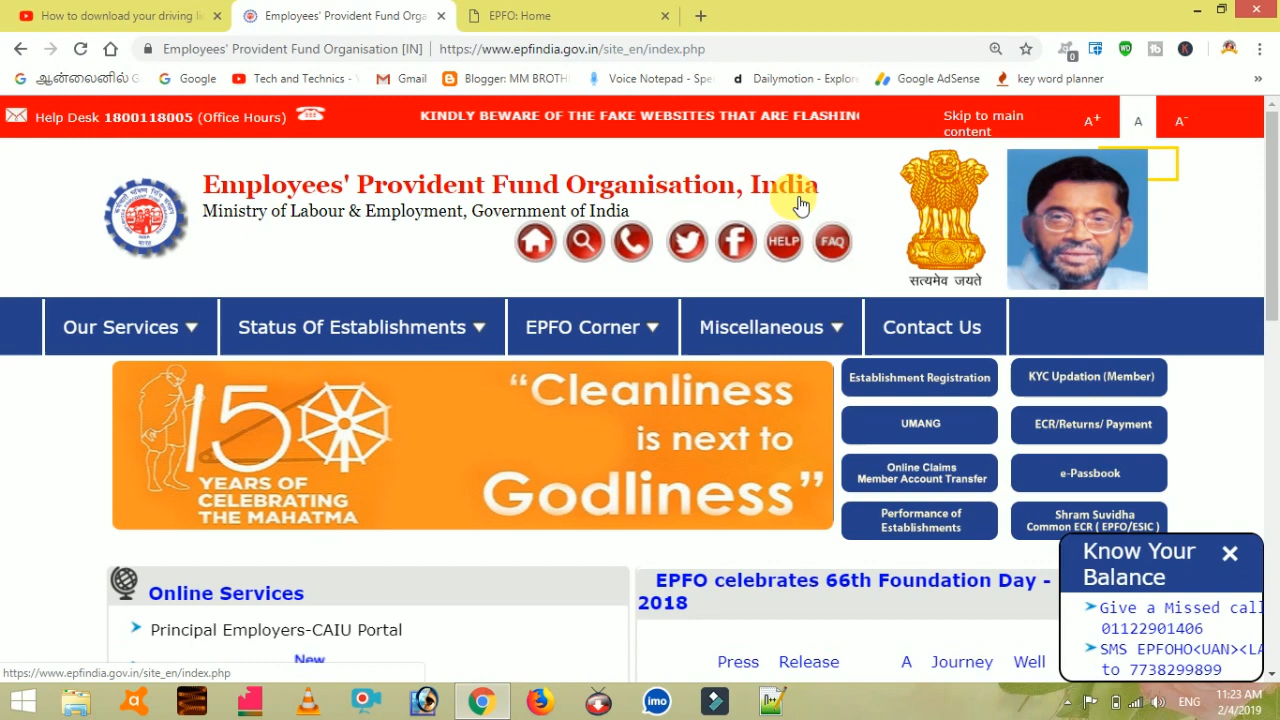 How to download your driving li
Employees' Provident Fund Orga
EPFO: Home
Employees' Provident Fund Organisation [IN]
https://www.epfindia.gov.in/site_en/index.php
ஆன்லைனில் G
Google
Tech and Technics -
Gmail
Blogger: MM BROTH
Voice Notepad - Spe
Dailymotion - Explor
Google AdSense
key word planner
»
Help Desk 1800118005 (Office Hours)
KINDLY BEWARE OF THE FAKE WEBSITES THAT ARE FLASHING
Skip to main
content
A+
A
A-
Employees' Provident Fund Organisation, India
Ministry of Labour & Employment, Government of India
HELP
FAQ
सत्यमेव जयते
Our Services
Status Of Establishments
EPFO Corner
Miscellaneous
Contact Us
150
YEARS OF
CELEBRATING
THE MAHATMA
“Cleanliness
is next to
Godliness”
Establishment Registration
KYC Updation (Member)
UMANG
ECR/Returns/ Payment
Online Claims
Member Account Transfer
e-Passbook
Performance of
Establishments
Shram Suvidha
Common ECR ( EPFO/ESIC )
Know Your
Balance
Give a Missed call
01122901406
SMS EPFOHO<UAN><LA
to 7738299899
Online Services
Principal Employers-CAIU Portal
New
EPFO celebrates 66th Foundation Day -
2018
Press Release A Journey Well
https://www.epfindia.gov.in/site_en/index.php
imo
ENG
11:23 AM
2/4/2019